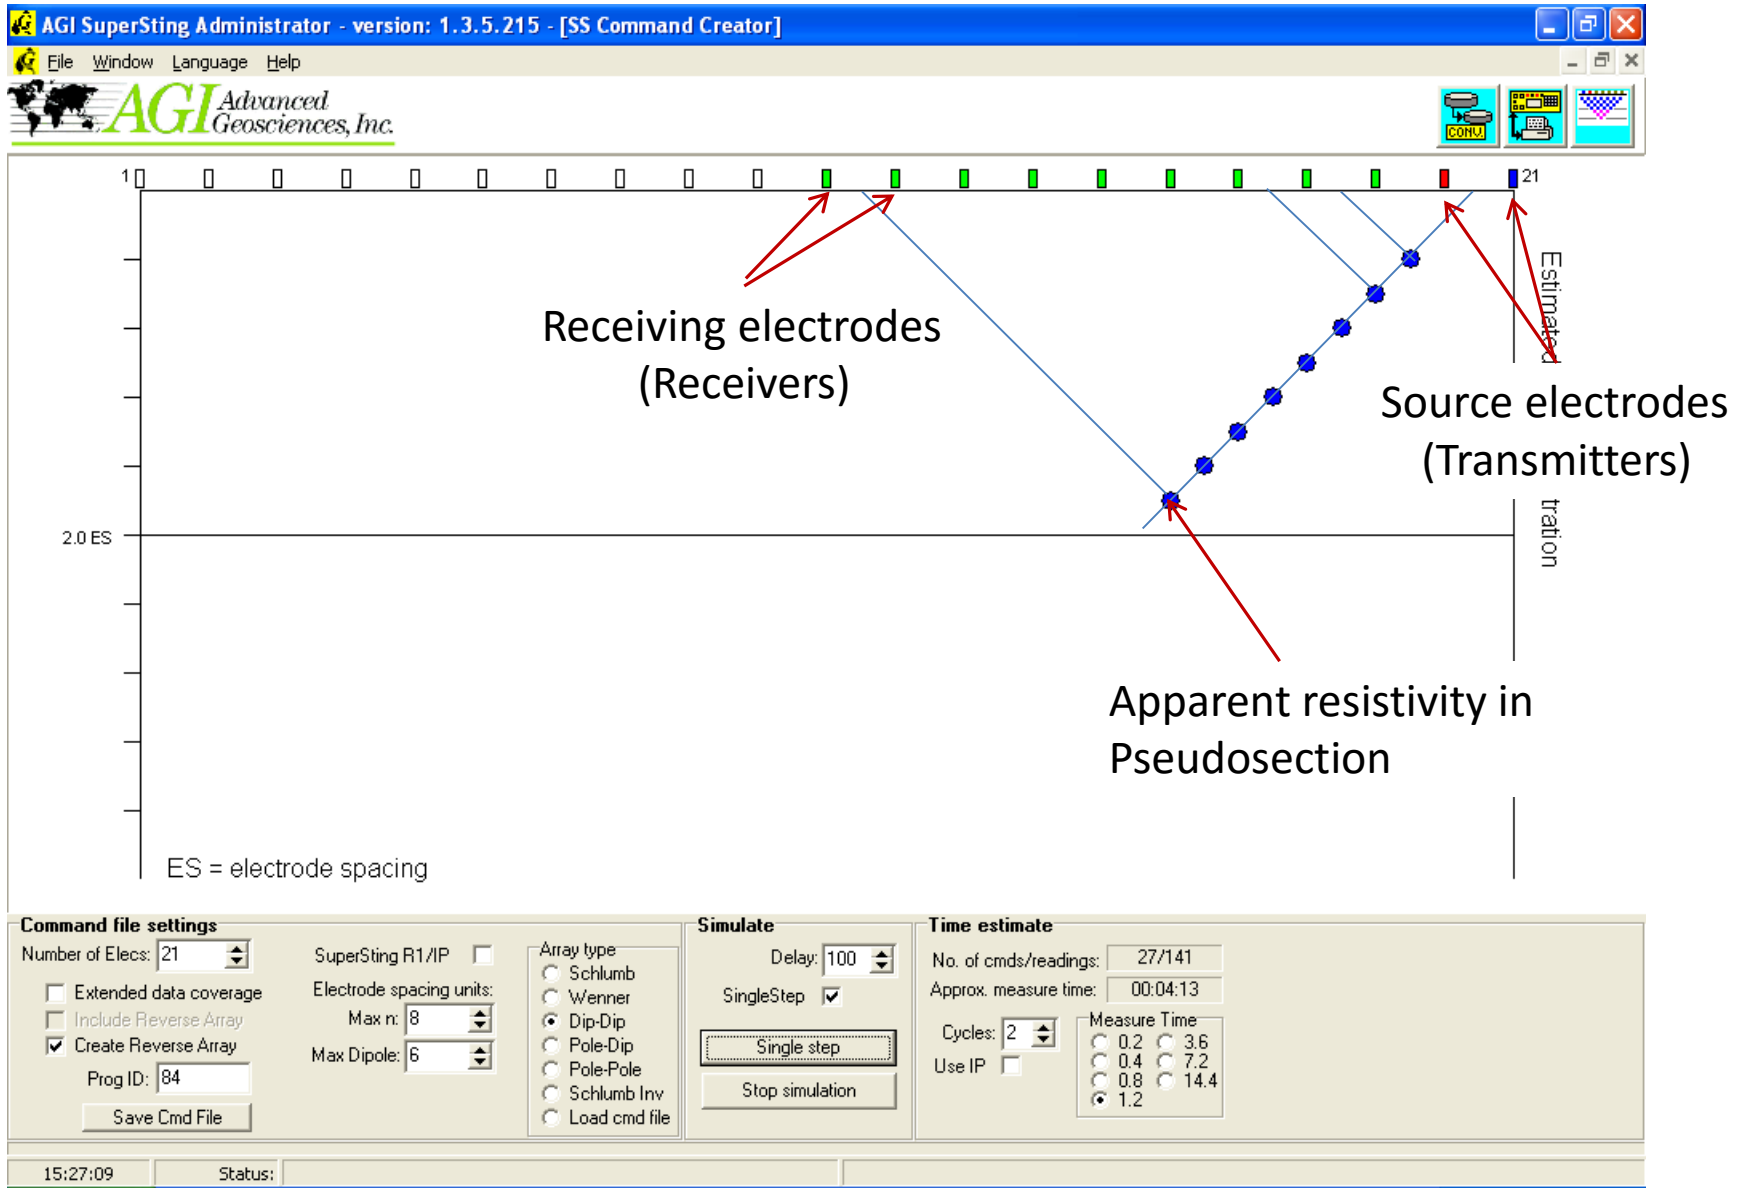 AGI SuperSting Administrator - version: 1.3.5.215 - [SS Command Creator]
File Window Language Help
AGI Advanced
Geosciences, Inc.
CONV.
1
21
Receiving electrodes
(Receivers)
Source electrodes
(Transmitters)
Estimated
tration
2.0 ES
Apparent resistivity in
Pseudosection
ES = electrode spacing
Command file settings
Number of Elecs: 21
Extended data coverage
Include Reverse Array
Create Reverse Array
Prog ID: 84
Save Cmd File
SuperSting R1/IP
Electrode spacing units:
Max n: 8
Max Dipole: 6
Array type
Schlumb
Wenner
Dip-Dip
Pole-Dip
Pole-Pole
Schlumb Inv
Load cmd file
Simulate
Delay: 100
SingleStep
Single step
Stop simulation
Time estimate
No. of cmds/readings: 27/141
Approx. measure time: 00:04:13
Cycles: 2
Use IP
Measure Time
0.2 3.6
0.4 7.2
0.8 14.4
1.2
15:27:09 Status: